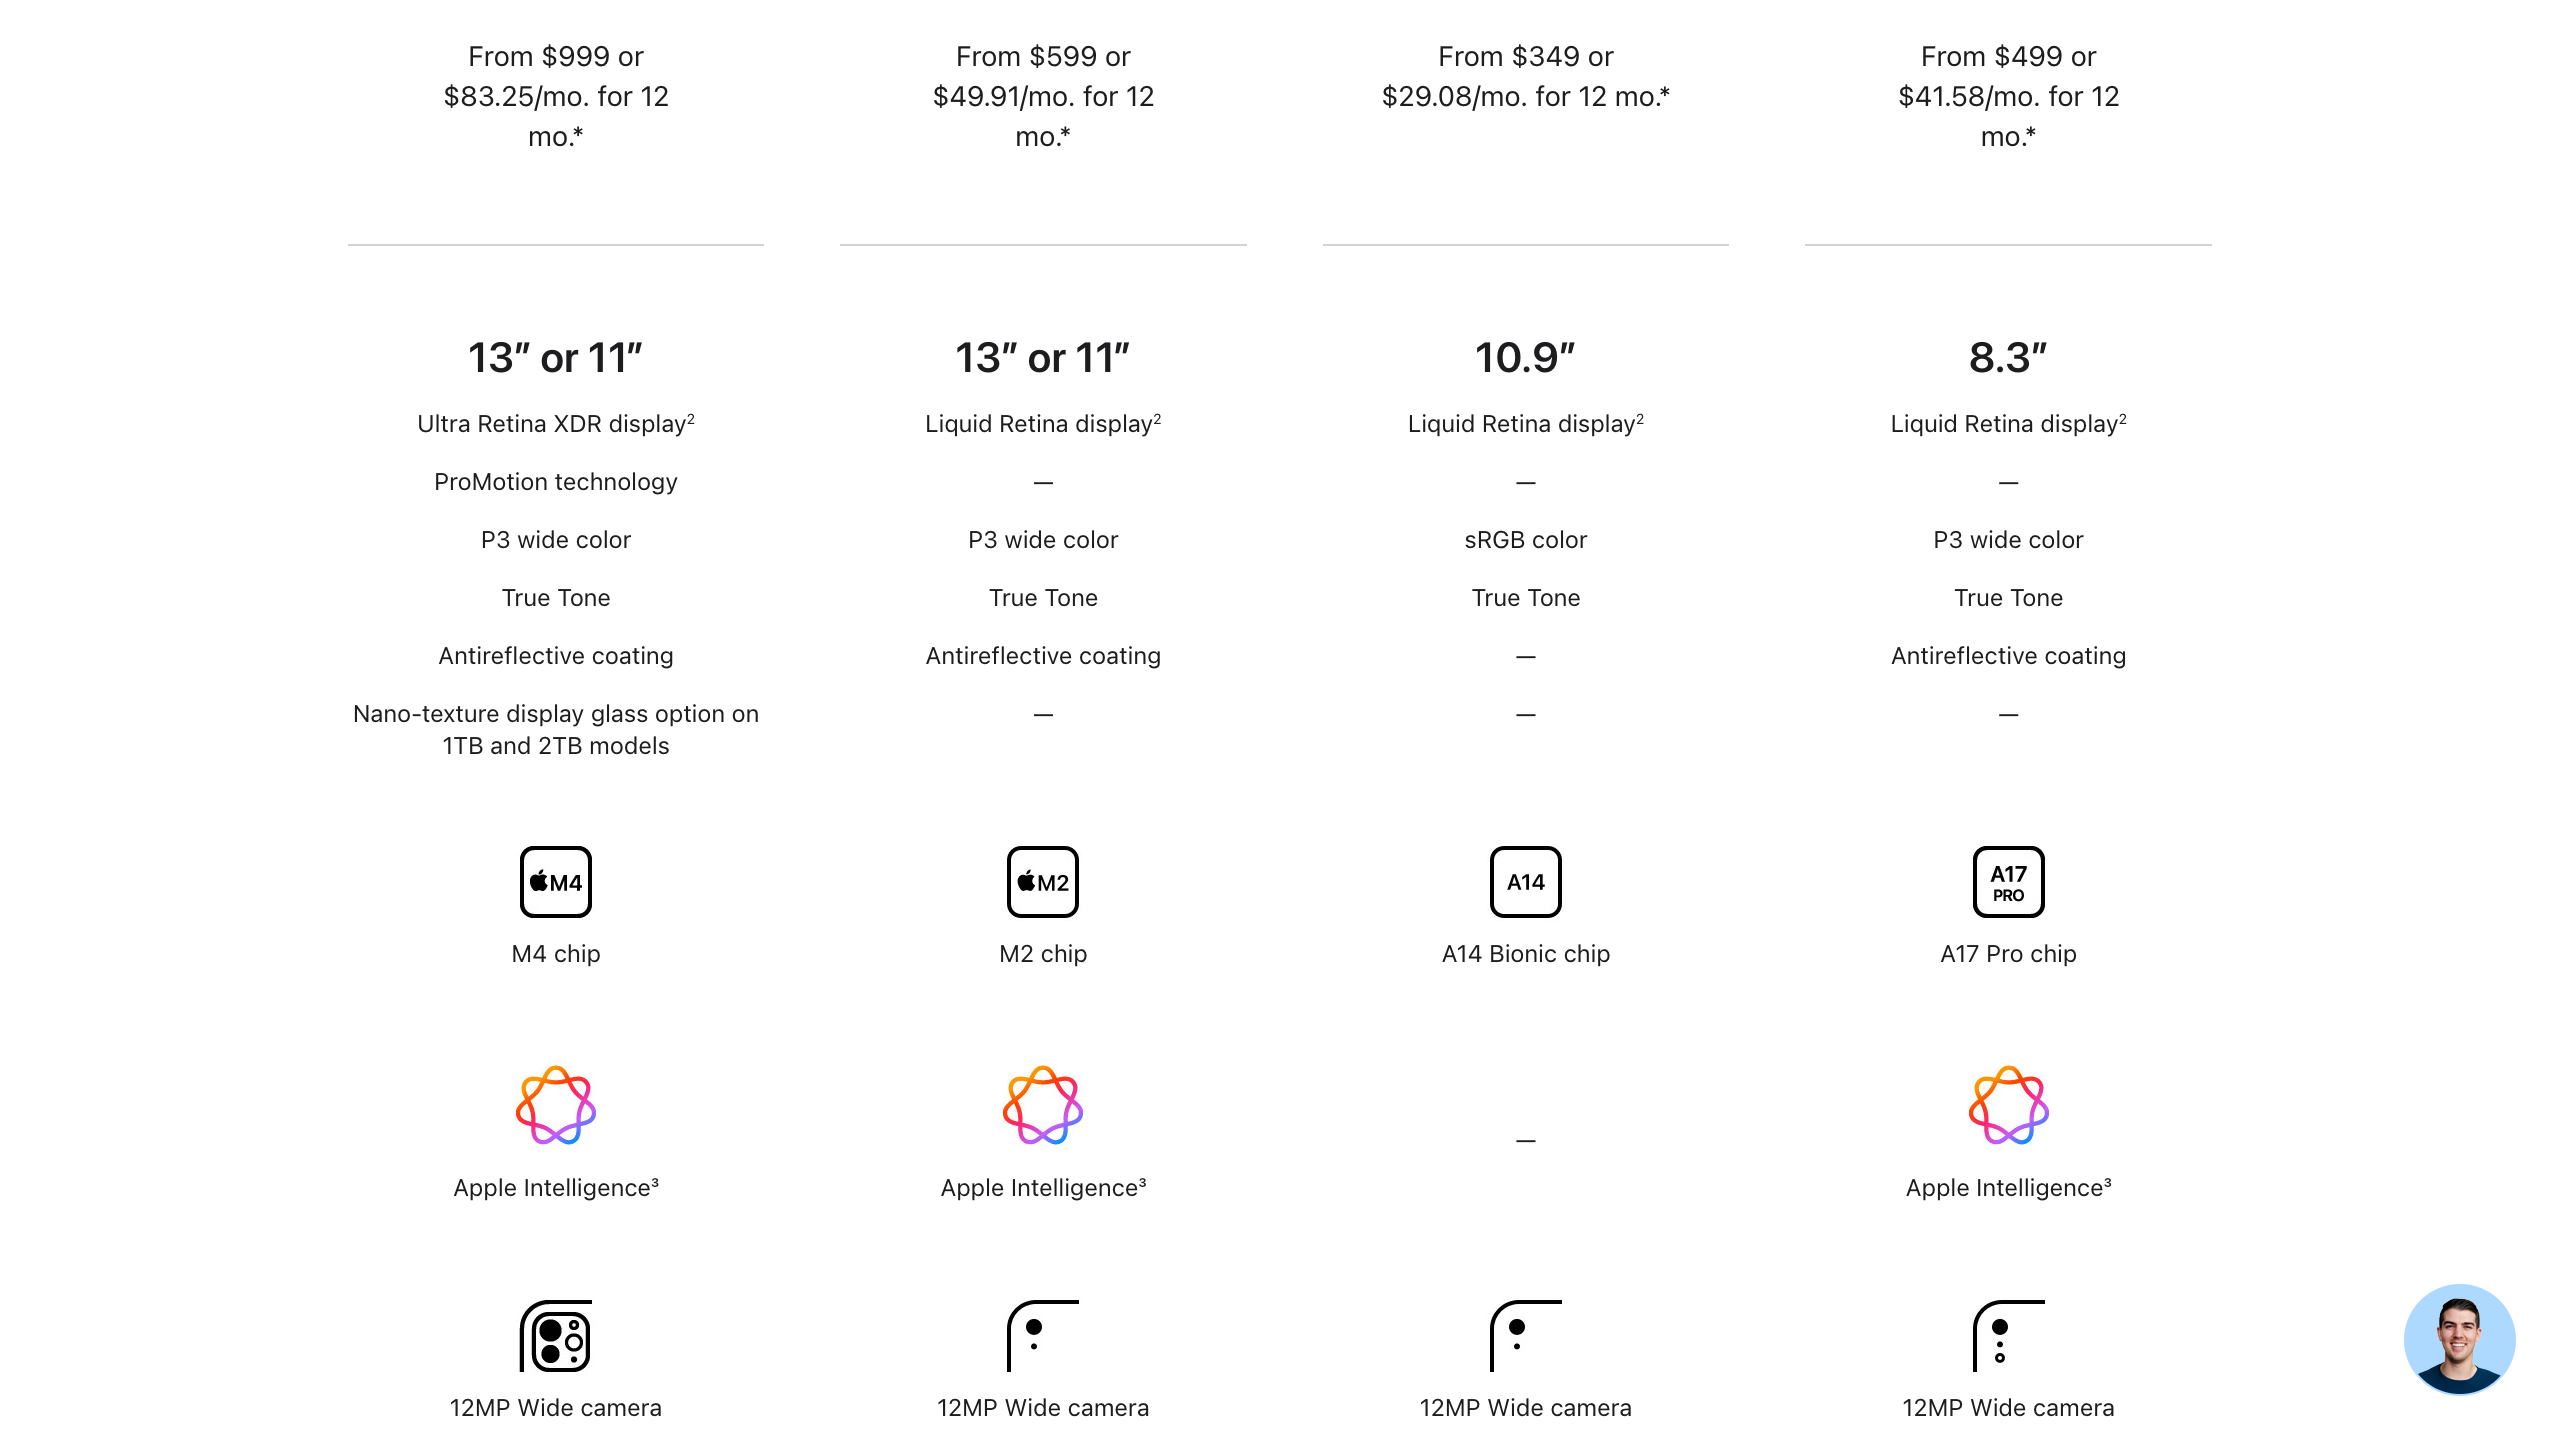 From $999 or
$83.25/mo. for 12
mo.*
From $599 or
$49.91/mo. for 12
mo.*
From $349 or
$29.08/mo. for 12 mo.*
From $499 or
$41.58/mo. for 12
mo.*
13″ or 11″
13″ or 11″
10.9″
8.3″
Ultra Retina XDR display²
Liquid Retina display²
Liquid Retina display²
Liquid Retina display²
ProMotion technology
—
—
—
P3 wide color
P3 wide color
sRGB color
P3 wide color
True Tone
True Tone
True Tone
True Tone
Antireflective coating
Antireflective coating
—
Antireflective coating
Nano-texture display glass option on
1TB and 2TB models
—
—
—
M4
M2
A14
A17
PRO
M4 chip
M2 chip
A14 Bionic chip
A17 Pro chip
Apple Intelligence³
Apple Intelligence³
—
Apple Intelligence³
12MP Wide camera
12MP Wide camera
12MP Wide camera
12MP Wide camera